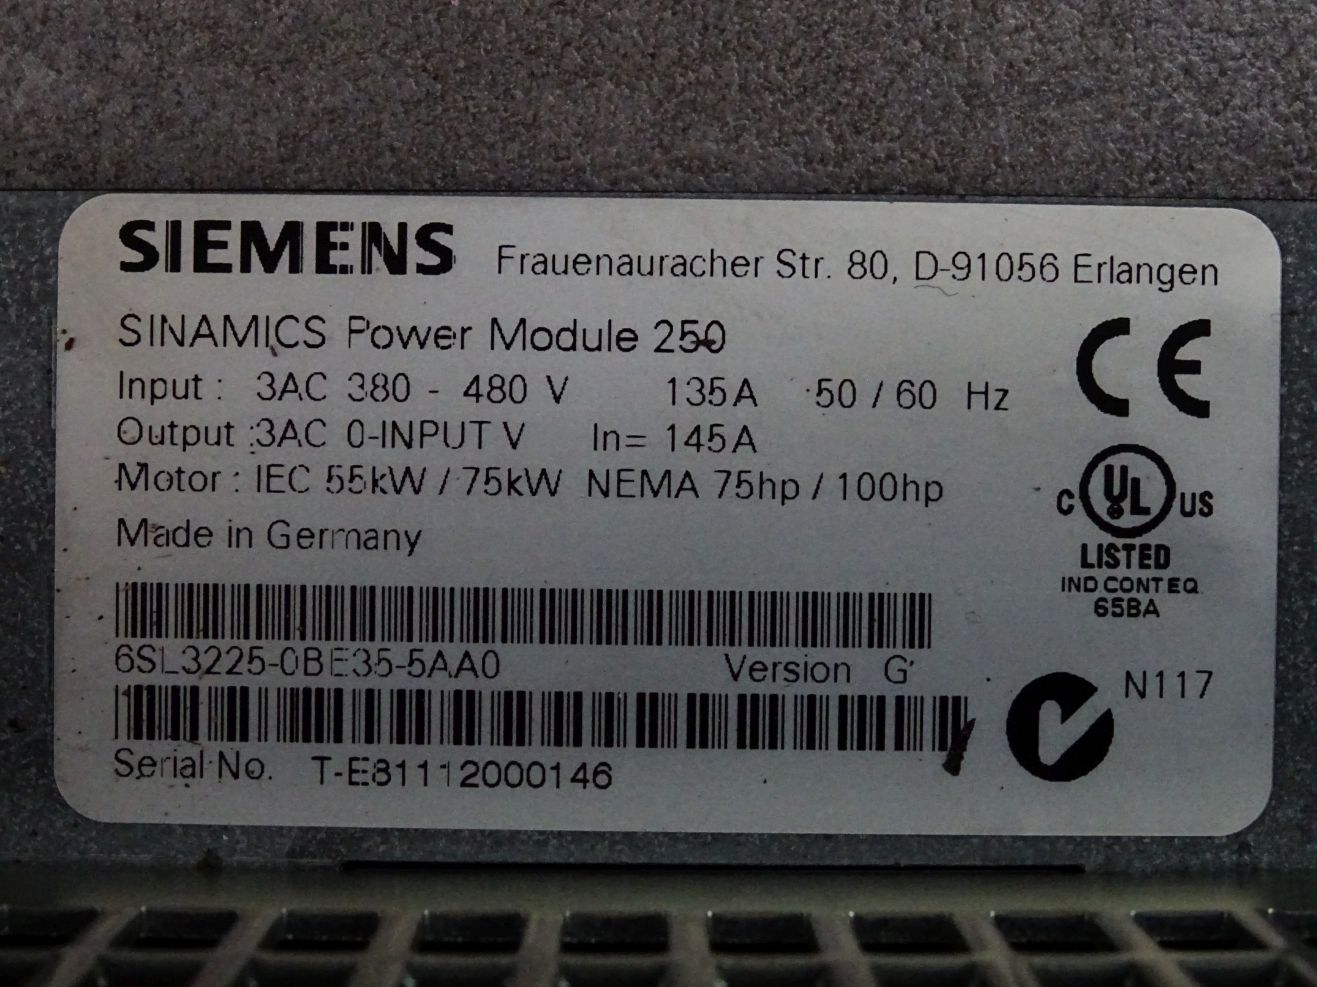 SIEMENS Frauenauracher Str. 80, D-91056 Erlangen
SINAMICS Power Module 250
Input : 3AC 380 - 480 V 135A 50 / 60 Hz
Output : 3AC 0-INPUT V In= 145A
Motor : IEC 55kW / 75kW NEMA 75hp / 100hp
Made in Germany
CE
C UL US
LISTED
IND CONT EQ
65BA
6SL3225-0BE35-5AA0 Version G
N117
Serial No. T-E81112000146